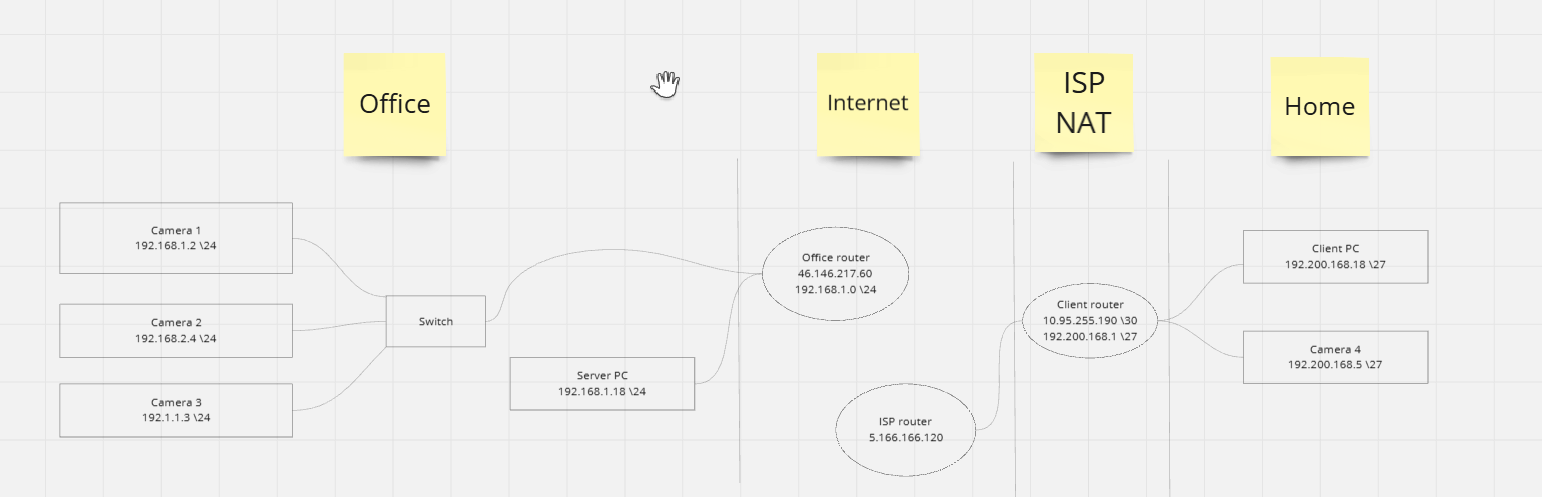 Office
Internet
ISP
NAT
Home
Camera 1
192.168.1.2 \24
Camera 2
192.168.2.4 \24
Camera 3
192.1.1.3 \24
Switch
Server PC
192.168.1.18 \24
Office router
46.146.217.60
192.168.1.0 \24
ISP router
5.166.166.120
Client router
10.95.255.190 \30
192.200.168.1 \27
Client PC
192.200.168.18 \27
Camera 4
192.200.168.5 \27